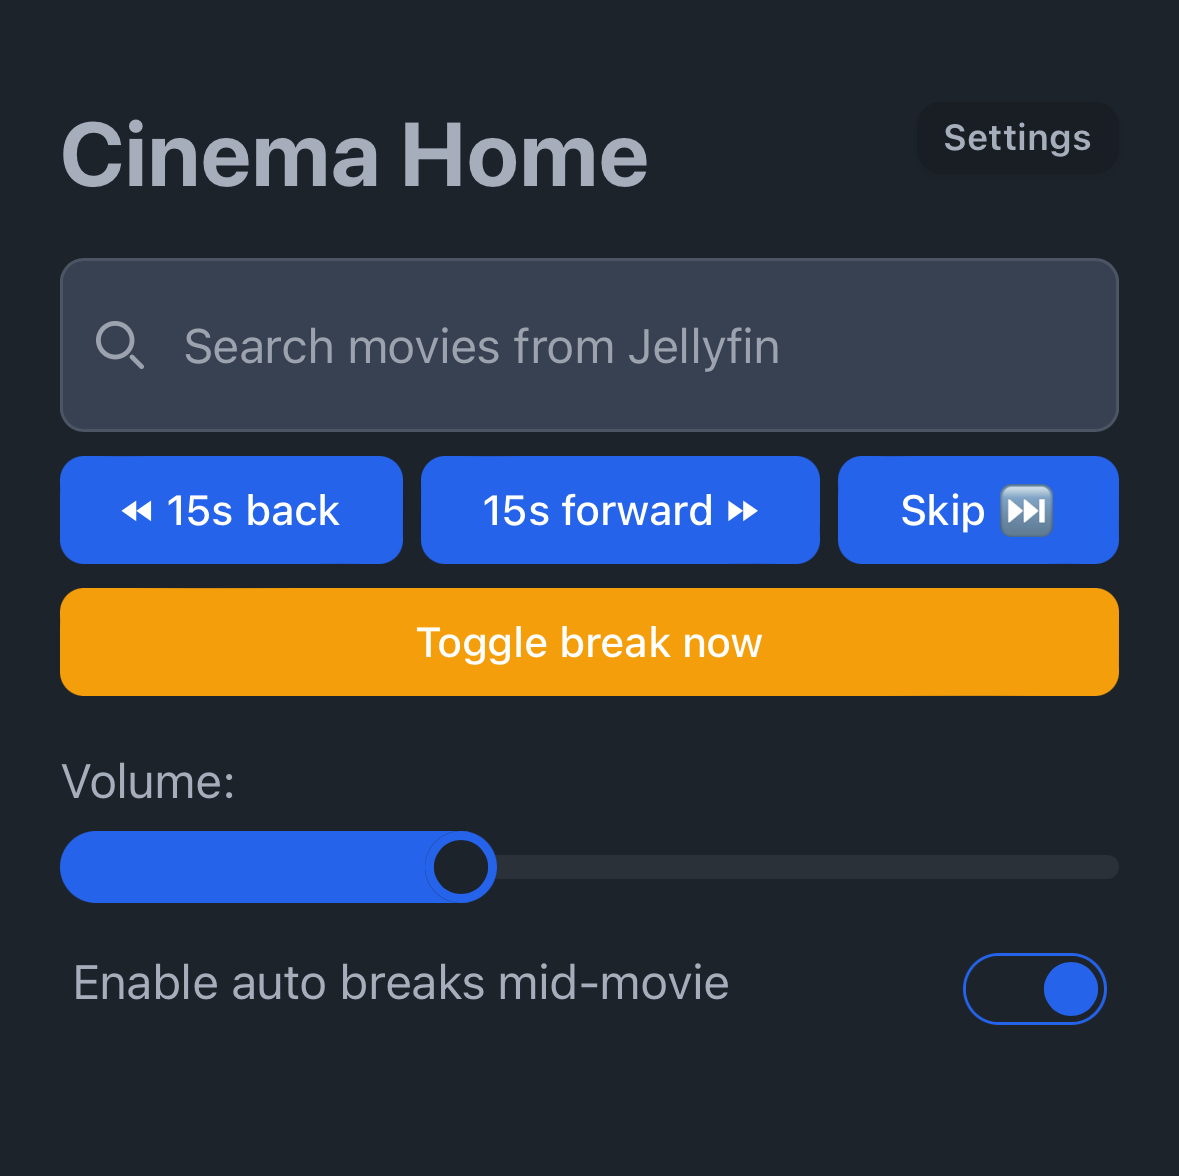 Cinema Home
Settings
Search movies from Jellyfin
⏪ 15s back
15s forward ⏩
Skip ⏭️
Toggle break now
Volume:
Enable auto breaks mid-movie